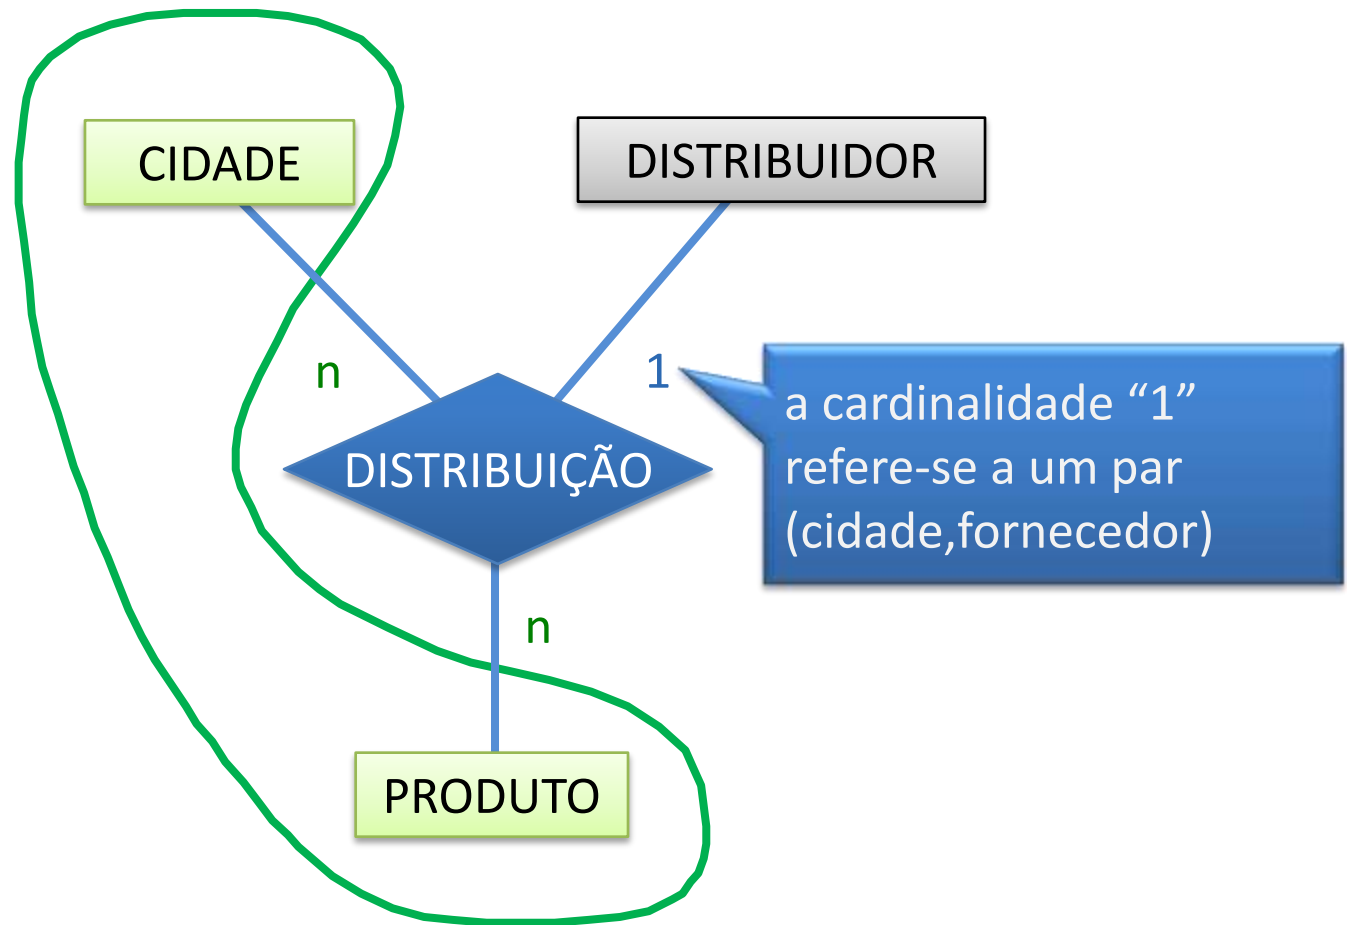 CIDADE
DISTRIBUIDOR
n
1
a cardinalidade “1”
refere-se a um par
(cidade,fornecedor)
DISTRIBUIÇÃO
n
PRODUTO